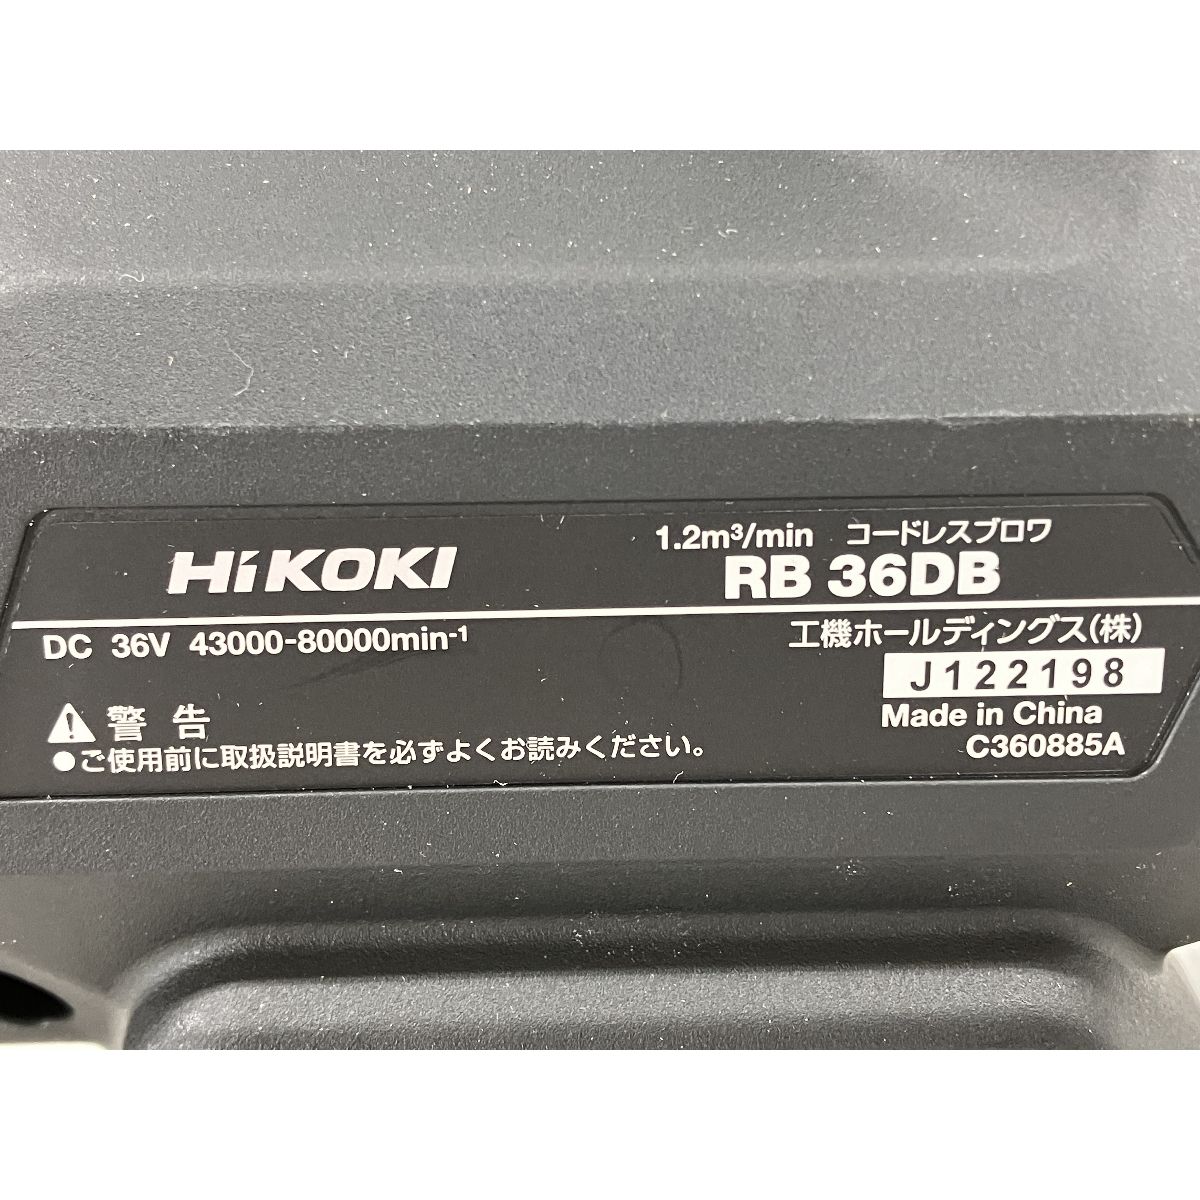 HiKOKI
1.2m³/min コードレスブロワ
RB 36DB
DC 36V 43000-80000min⁻¹
工機ホールディングス(株)
J122198
Made in China
C360885A
警 告
●ご使用前に取扱説明書を必ずよくお読みください。